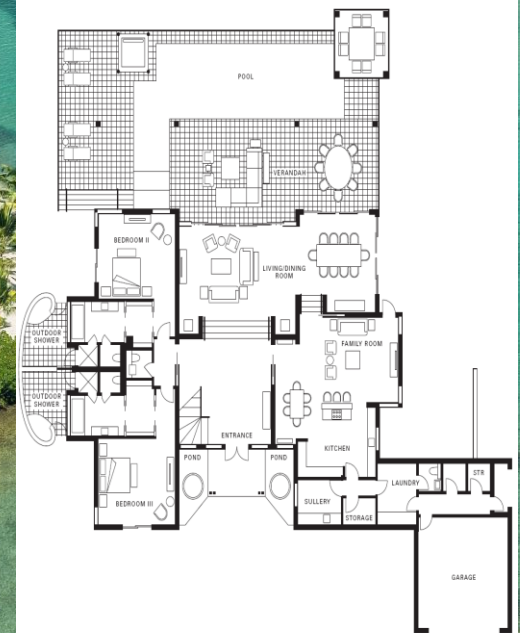 POOL
VERANDAH
BEDROOM II
LIVING/DINING
ROOM
OUTDOOR
SHOWER
FAMILY ROOM
OUTDOOR
SHOWER
ENTRANCE
KITCHEN
POND
POND
BEDROOM III
SULLERY
STORAGE
LAUNDRY
STR
GARAGE